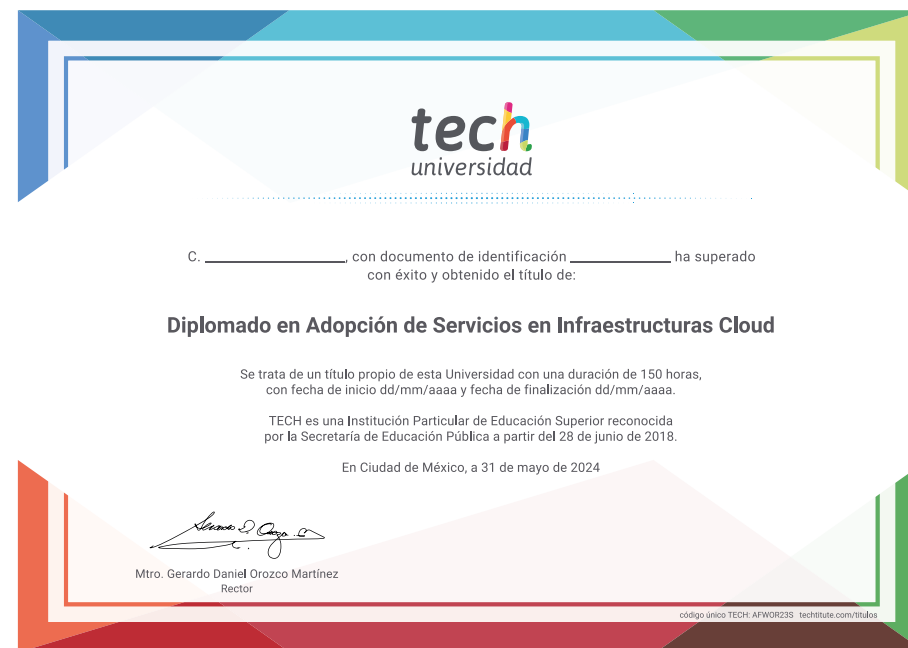 tech
universidad
C. ________________, con documento de identificación ____________ ha superado
con éxito y obtenido el título de:
Diplomado en Adopción de Servicios en Infraestructuras Cloud
Se trata de un título propio de esta Universidad con una duración de 150 horas,
con fecha de inicio dd/mm/aaaa y fecha de finalización dd/mm/aaaa.
TECH es una Institución Particular de Educación Superior reconocida
por la Secretaría de Educación Pública a partir del 28 de junio de 2018.
En Ciudad de México, a 31 de mayo de 2024
Mtro. Gerardo Daniel Orozco Martínez
Rector
código único TECH: AFWOR23S techtitute.com/titulos